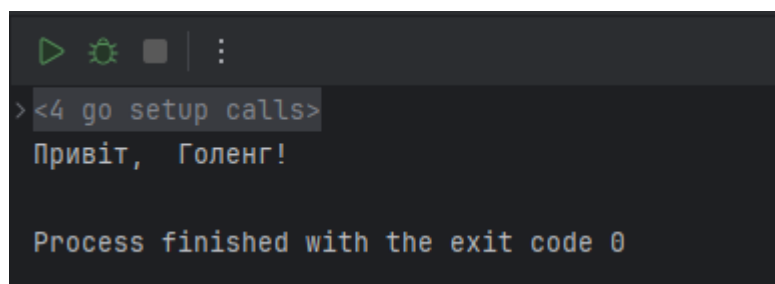 <4 go setup calls>
Привіт,  Голенг!
Process finished with the exit code 0